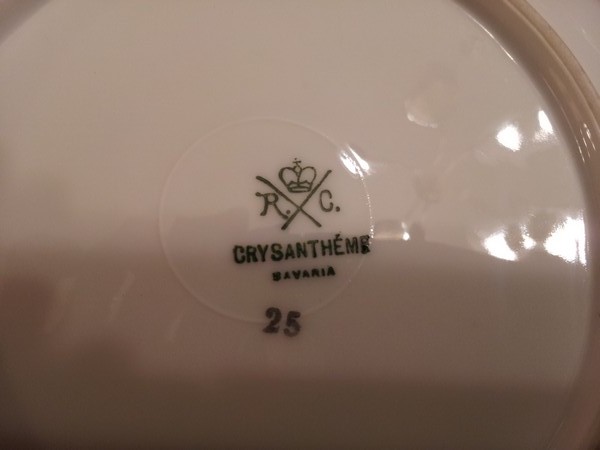 R. C.
CRYSANTHÉME
BAVARIA
25